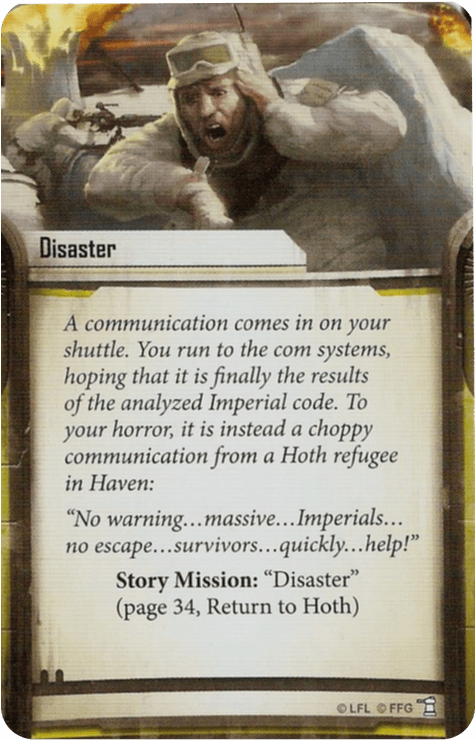 Disaster
A communication comes in on your
shuttle. You run to the com systems,
hoping that it is finally the results
of the analyzed Imperial code. To
your horror, it is instead a choppy
communication from a Hoth refugee
in Haven:
“No warning…massive…Imperials…
no escape…survivors…quickly…help!”
Story Mission: “Disaster”
(page 34, Return to Hoth)
© LFL © FFG